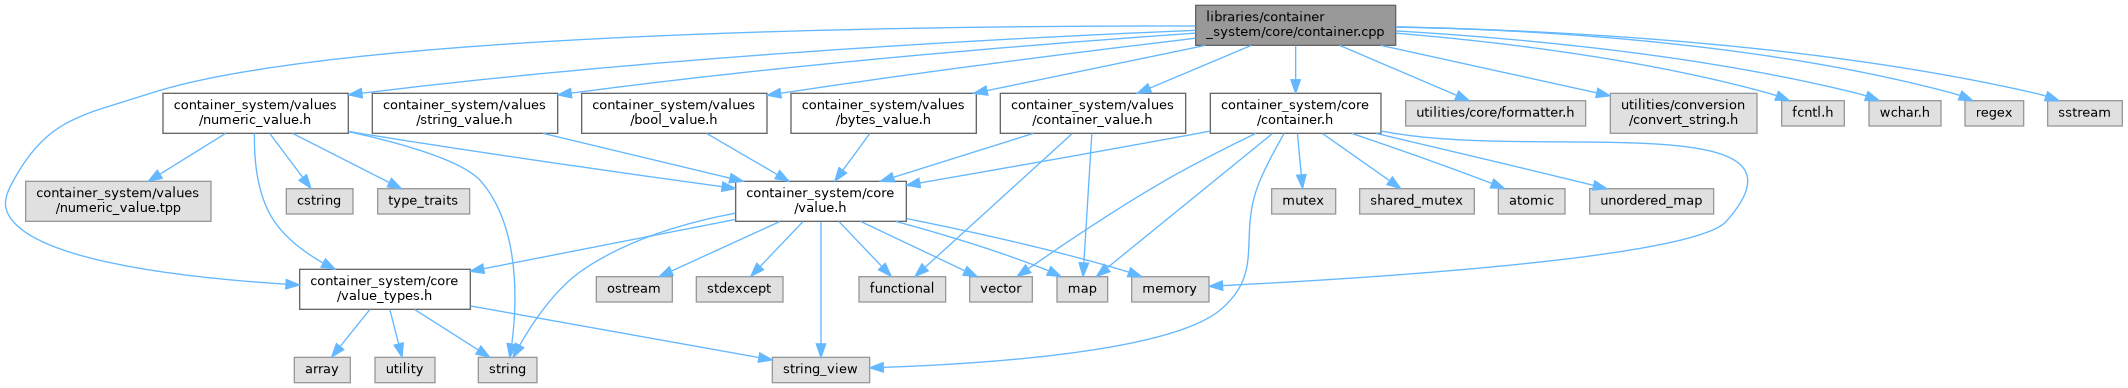 libraries/container
_system/core/container.cpp
container_system/values
/numeric_value.h
container_system/values
/string_value.h
container_system/values
/bool_value.h
container_system/values
/bytes_value.h
container_system/values
/container_value.h
container_system/core
/container.h
utilities/core/formatter.h
utilities/conversion
/convert_string.h
fcntl.h
wchar.h
regex
sstream
container_system/values
/numeric_value.tpp
cstring
type_traits
container_system/core
/value.h
mutex
shared_mutex
atomic
unordered_map
container_system/core
/value_types.h
ostream
stdexcept
functional
vector
map
memory
array
utility
string
string_view